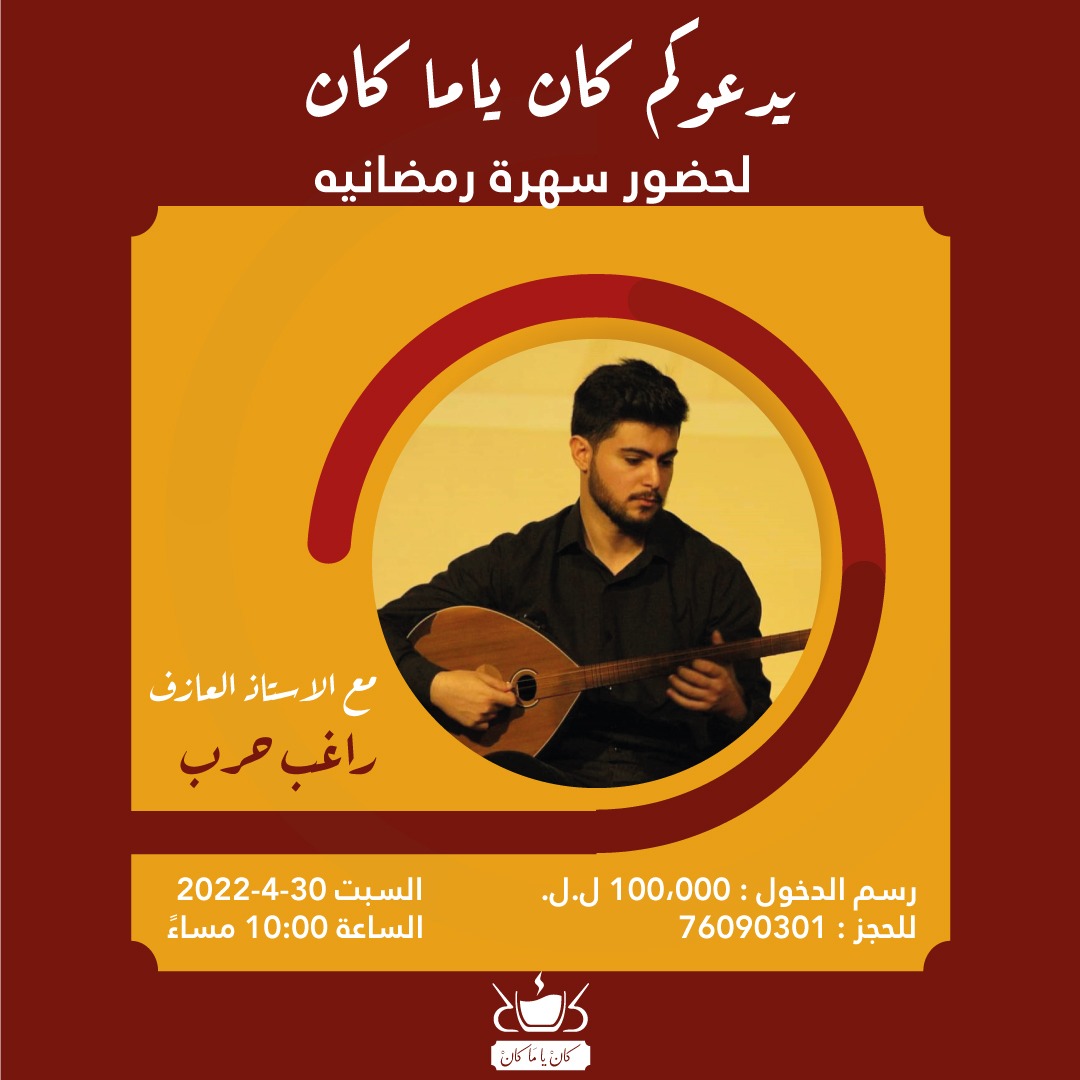 يدعوكم كان ياما كان
لحضور سهرة رمضانيه
مع الاستاذ العازف
راغب حرب
رسم الدخول : 100،000 ل.ل.
للحجز : 76090301
السبت 30-4-2022
الساعة 10:00 مساءً
كانْ يا مَا كانْ